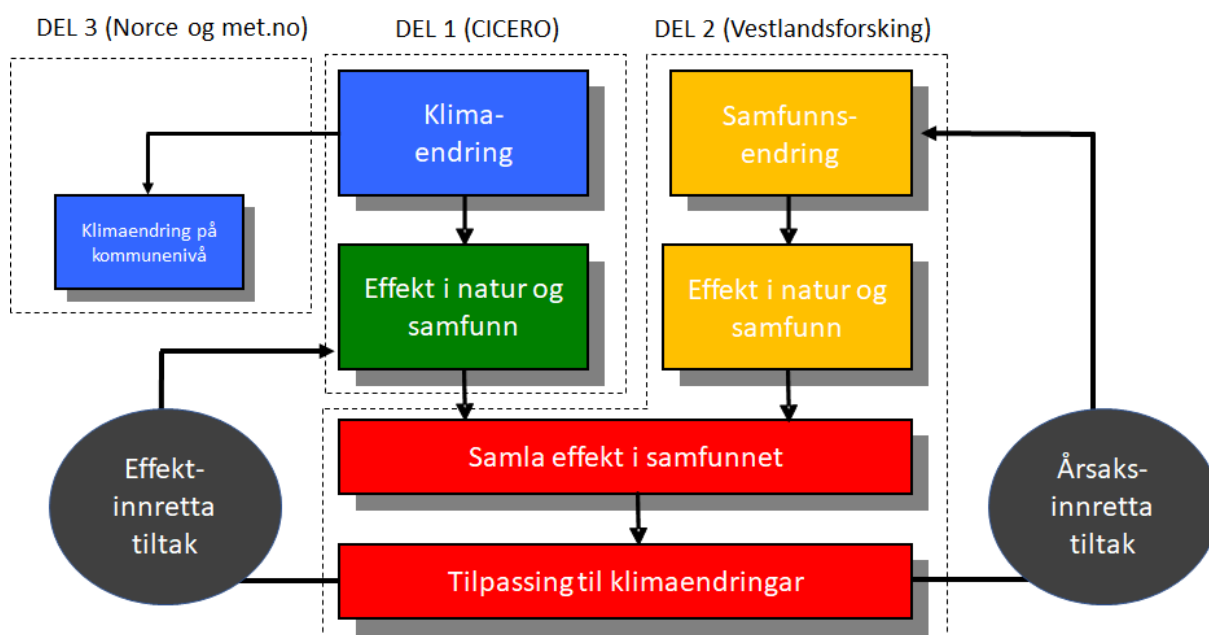 DEL 3 (Norce og met.no)
DEL 1 (CICERO)
DEL 2 (Vestlandsforsking)
Klima-
endring
Samfunns-
endring
Klimaendring på
kommunenivå
Effekt i natur og
samfunn
Effekt i natur og
samfunn
Samla effekt i samfunnet
Effekt-
innretta
tiltak
Årsaks-
innretta
tiltak
Tilpassing til klimaendringar